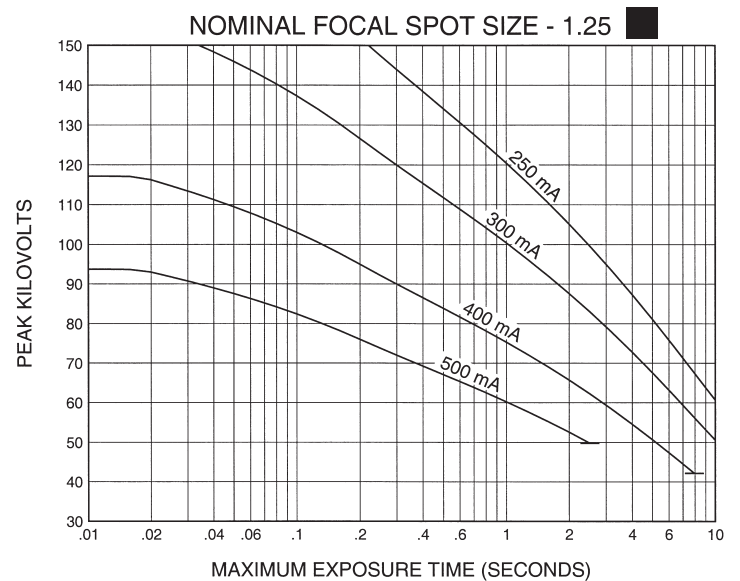 NOMINAL FOCAL SPOT SIZE - 1.25
150
140
130
120
110
100
90
80
70
60
50
40
30
PEAK KILOVOLTS
250 mA
300 mA
400 mA
500 mA
.01 .02 .04 .06 .1 .2 .4 .6 1 2 4 6 10
MAXIMUM EXPOSURE TIME (SECONDS)